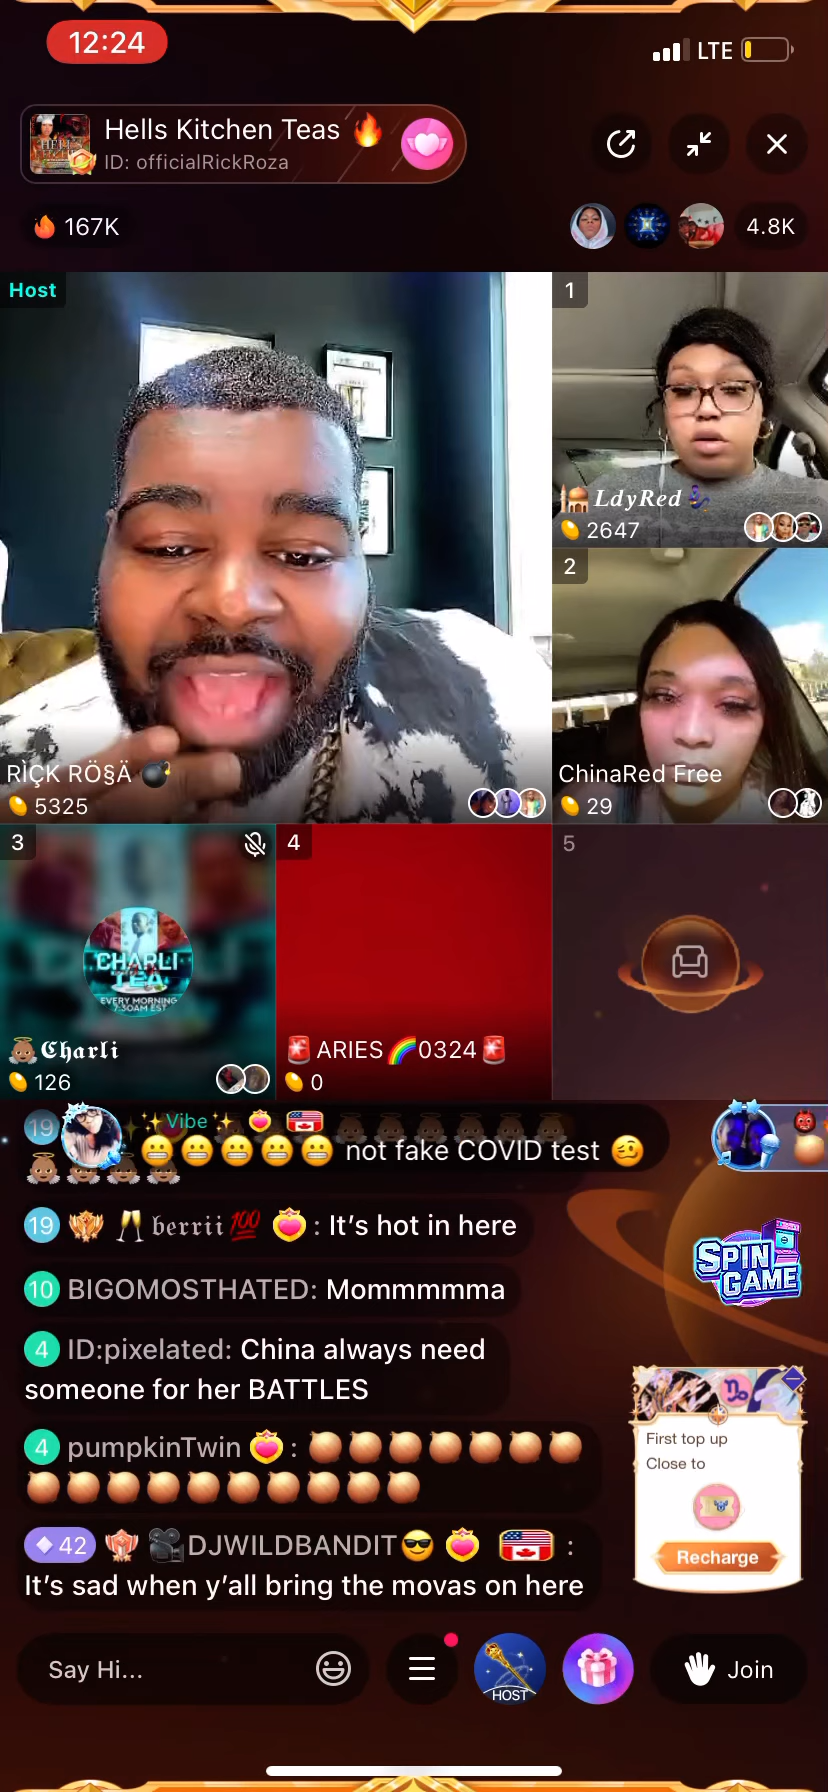 12:24
LTE
Hells Kitchen Teas 🔥
ID: officialRickRoza
🔥 167K
4.8K
Host
1
𝑳𝒅𝒚𝑹𝒆𝒅
2647
2
RÌÇK RÖ§Ä 💣
5325
ChinaRed Free
29
3
4
5
CHARLI
TEA
EVERY MORNING
7:30AM EST
𝕮𝖍𝖆𝖗𝖑𝖎
126
🚨ARIES🌈0324🚨
0
19
✨Vibe✨
😬😬😬😬😬 not fake COVID test 🥴
19 🥂 𝔟𝔢𝔯𝔯𝔦𝔦💯 : It's hot in here
10 BIGOMOSTHATED: Mommmmma
4 ID:pixelated: China always need
someone for her BATTLES
4 pumpkinTwin : 🧅🧅🧅🧅🧅🧅🧅
🧅🧅🧅🧅🧅🧅🧅🧅🧅🧅
42 🎥DJWILDBANDIT😎 :
It's sad when y'all bring the movas on here
SPIN
GAME
First top up
Close to
Recharge
Say Hi...
HOST
Join